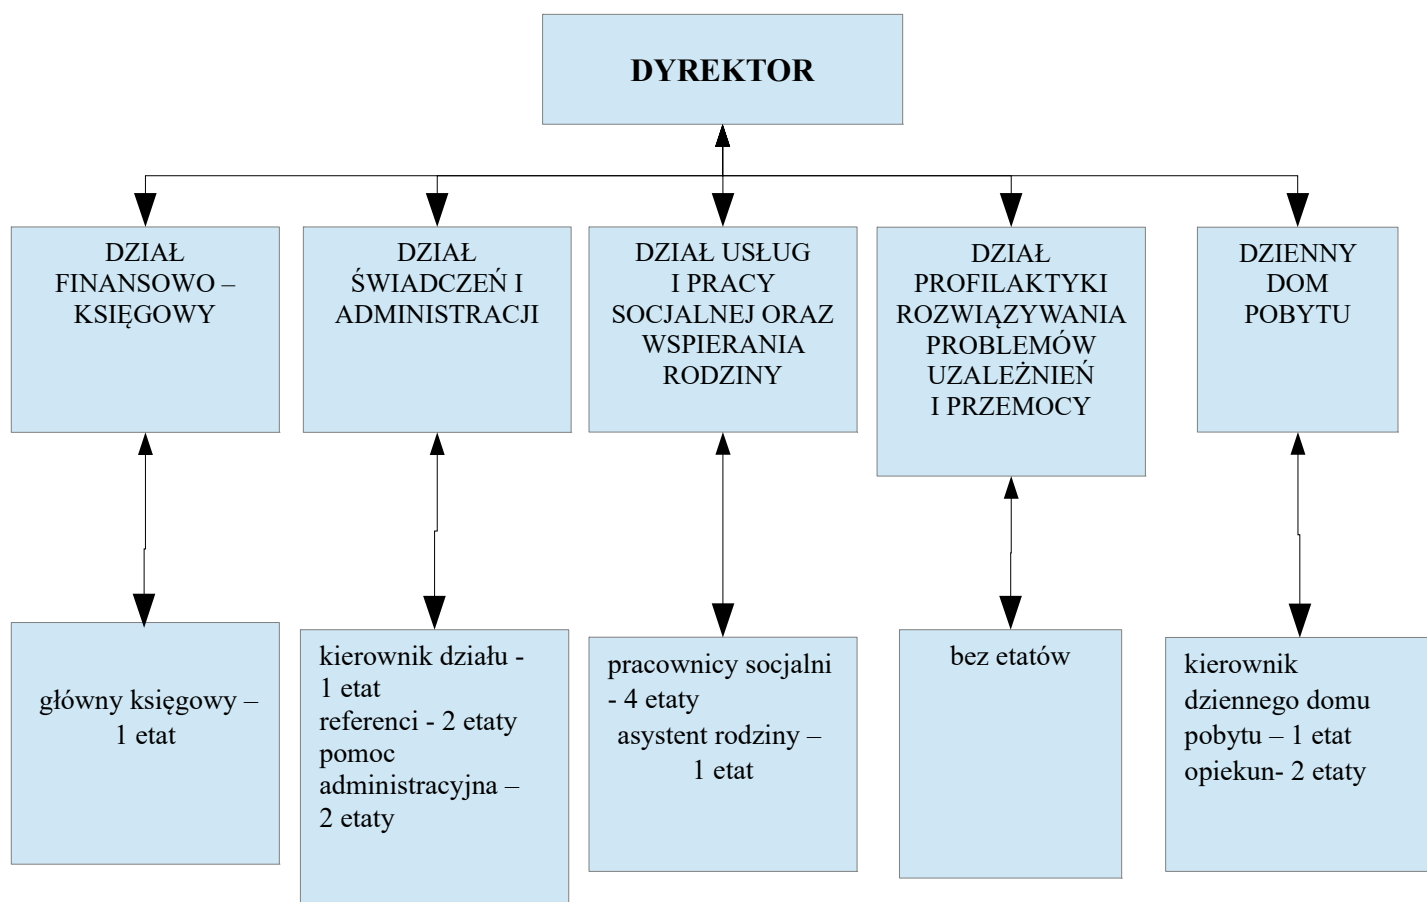 DYREKTOR
DZIAŁ
FINANSOWO –
KSIĘGOWY
DZIAŁ
ŚWIADCZEŃ I
ADMINISTRACJI
DZIAŁ USŁUG
I PRACY
SOCJALNEJ ORAZ
WSPIERANIA
RODZINY
DZIAŁ
PROFILAKTYKI
ROZWIĄZYWANIA
PROBLEMÓW
UZALEŻNIEŃ
I PRZEMOCY
DZIENNY
DOM
POBYTU
główny księgowy –
1 etat
kierownik działu -
1 etat
referenci - 2 etaty
pomoc
administracyjna –
2 etaty
pracownicy socjalni
- 4 etaty
asystent rodziny –
1 etat
bez etatów
kierownik
dziennego domu
pobytu – 1 etat
opiekun- 2 etaty